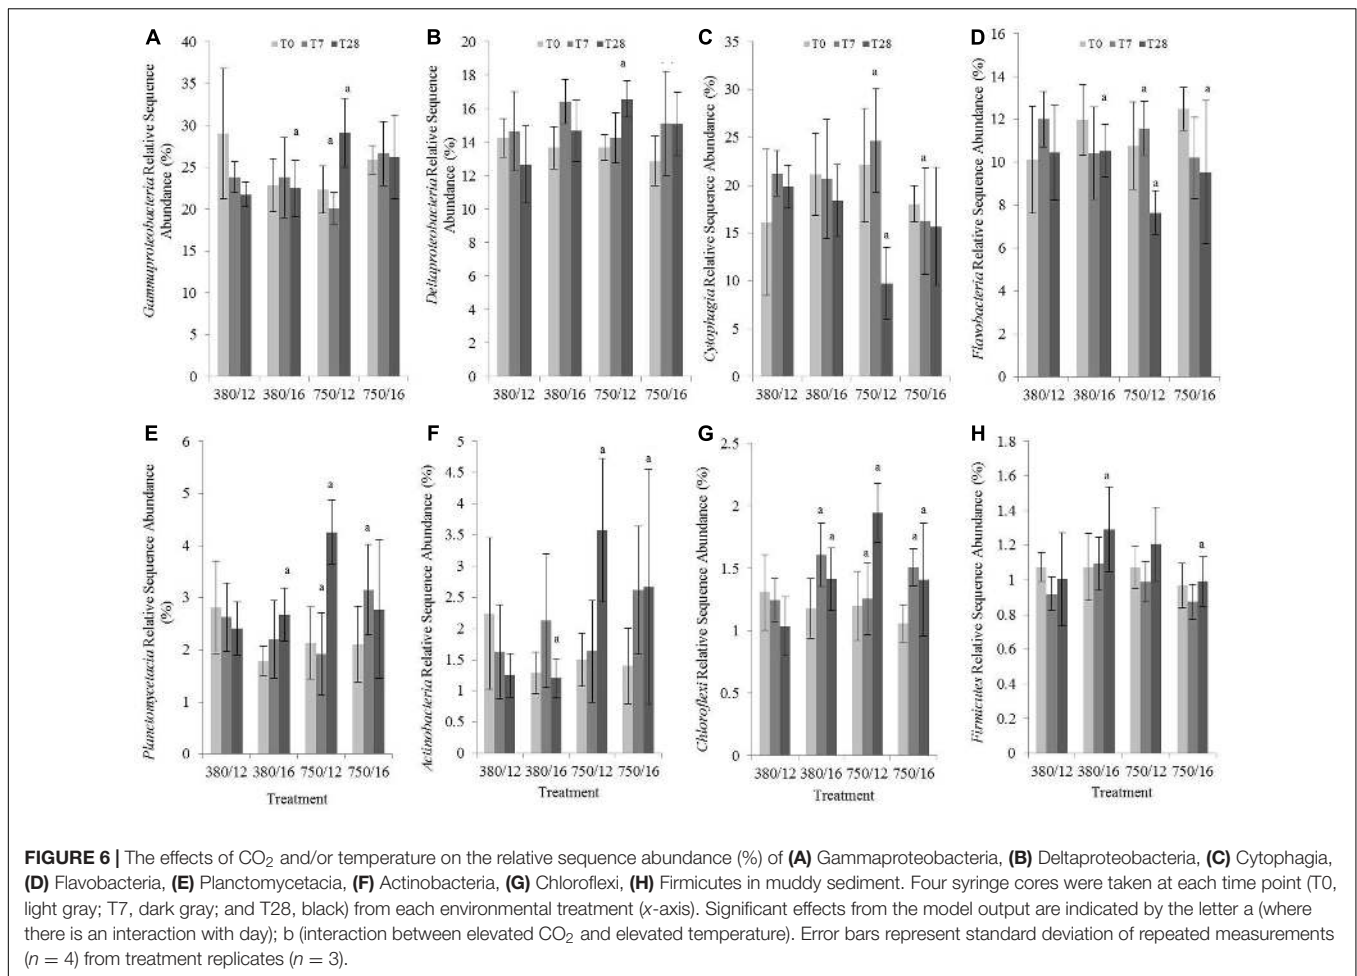 A
T0 T7 T28
Gammaproteobacteria Relative Sequence
Abundance (%)
40
35
30
25
20
15
10
5
0
a
a
a
380/12 380/16 750/12 750/16
B
T0 T7 T28
Deltaproteobacteria Relative Sequence
Abundance (%)
20
18
16
14
12
10
8
6
4
2
0
a
380/12 380/16 750/12 750/16
C
T0 T7 T28
Cytophagia Relative Sequence Abundance (%)
35
30
25
20
15
10
5
0
a
a
a
380/12 380/16 750/12 750/16
D
T0 T7 T28
Flavobacteria Relative Sequence Abundance (%)
16
14
12
10
8
6
4
2
0
a
a
a
a
380/12 380/16 750/12 750/16
E
Planctomycetacia Relative Sequence Abundance
(%)
6
5
4
3
2
1
0
a
a
a
a
380/12 380/16 750/12 750/16
Treatment
F
Actinobacteria Relative Sequence Abundance (%)
5
4.5
4
3.5
3
2.5
2
1.5
1
0.5
0
a
a
a
380/12 380/16 750/12 750/16
Treatment
G
Chloroflexi Relative Sequence Abundance (%)
2.5
2
1.5
1
0.5
0
a
a
a
a
a
a
380/12 380/16 750/12 750/16
Treatment
H
Firmicutex Relative Sequence Abundance (%)
1.8
1.6
1.4
1.2
1
0.8
0.6
0.4
0.2
0
a
a
380/12 380/16 750/12 750/16
Treatment
FIGURE 6 | The effects of CO₂ and/or temperature on the relative sequence abundance (%) of (A) Gammaproteobacteria, (B) Deltaproteobacteria, (C) Cytophagia,
(D) Flavobacteria, (E) Planctomycetacia, (F) Actinobacteria, (G) Chloroflexi, (H) Firmicutes in muddy sediment. Four syringe cores were taken at each time point (T0,
light gray; T7, dark gray; and T28, black) from each environmental treatment (x-axis). Significant effects from the model output are indicated by the letter a (where
there is an interaction with day); b (interaction between elevated CO₂ and elevated temperature). Error bars represent standard deviation of repeated measurements
(n = 4) from treatment replicates (n = 3).